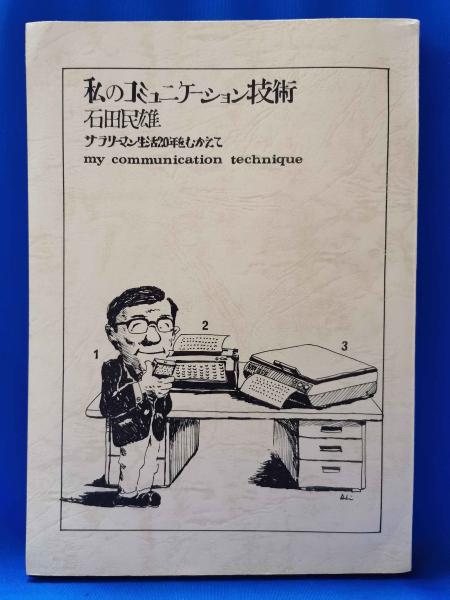 私のコミュニケーション技術
石田民雄
サラリーマン生活20年をむかえて
my communication technique
1
2
3